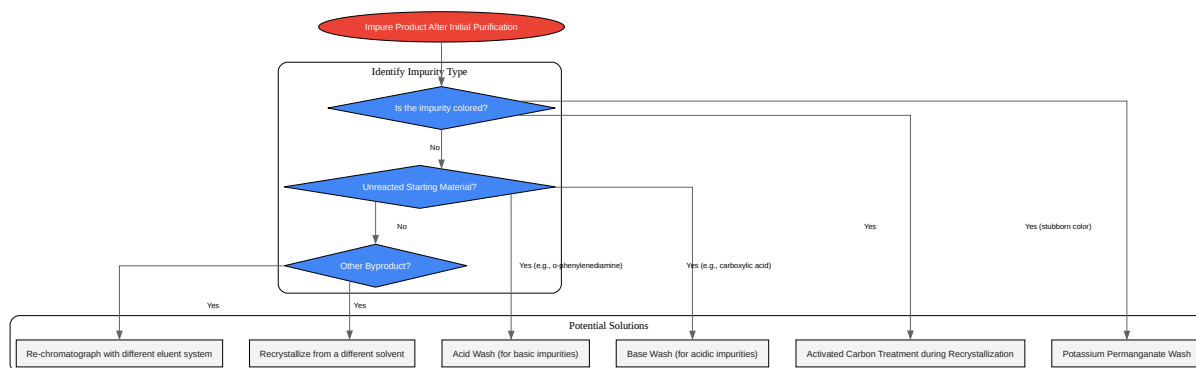 Impure Product After Initial Purification
Identify Impurity Type
Is the impurity colored?
No
Unreacted Starting Material?
No
Yes
Yes (stubborn color)
Other Byproduct?
Yes (e.g., o-phenylenediamine)
Yes (e.g., carboxylic acid)
Yes
Yes
Potential Solutions
Re-chromatograph with different eluent system
Recrystallize from a different solvent
Acid Wash (for basic impurities)
Base Wash (for acidic impurities)
Activated Carbon Treatment during Recrystallization
Potassium Permanganate Wash